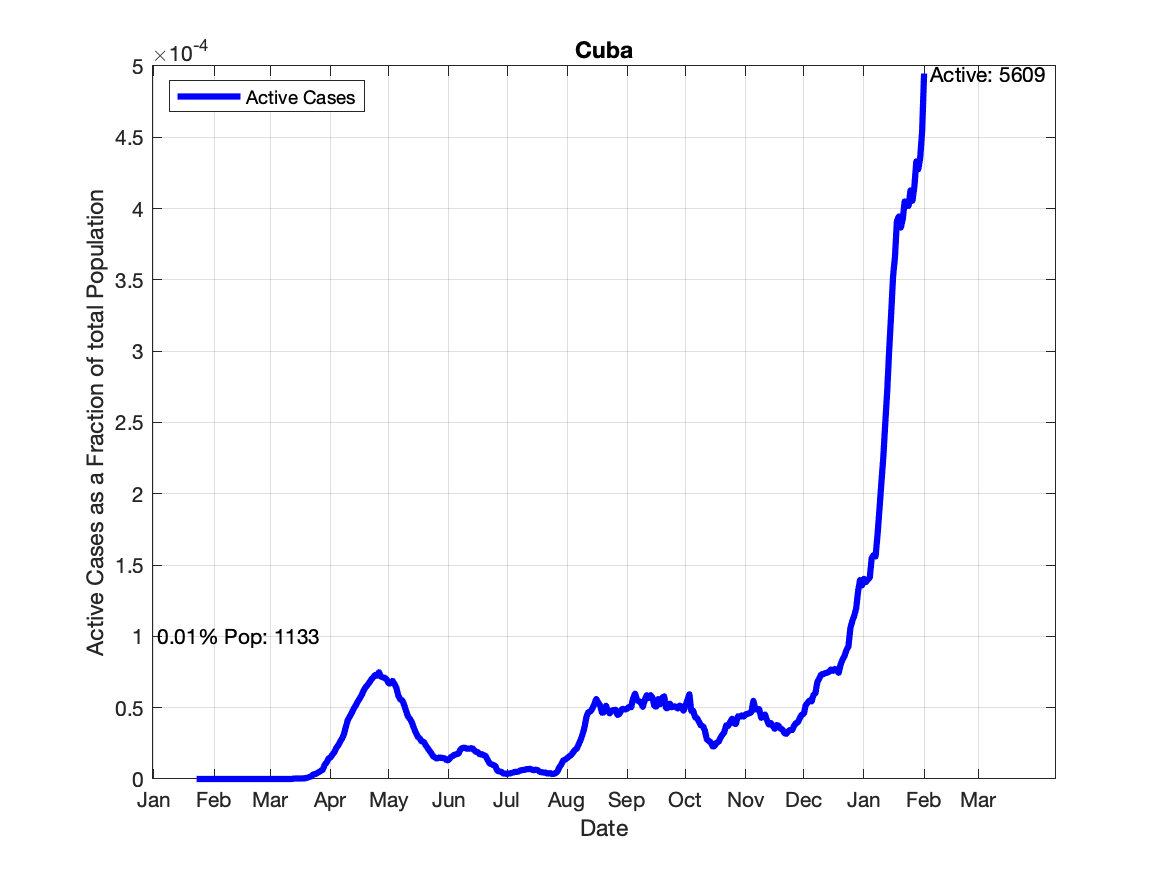 Cuba
×10-4
5
4.5
4
3.5
3
2.5
2
1.5
1
0.5
0
Active Cases as a Fraction of total Population
Active Cases
Active: 5609
0.01% Pop: 1133
Jan Feb Mar Apr May Jun Jul Aug Sep Oct Nov Dec Jan Feb Mar
Date